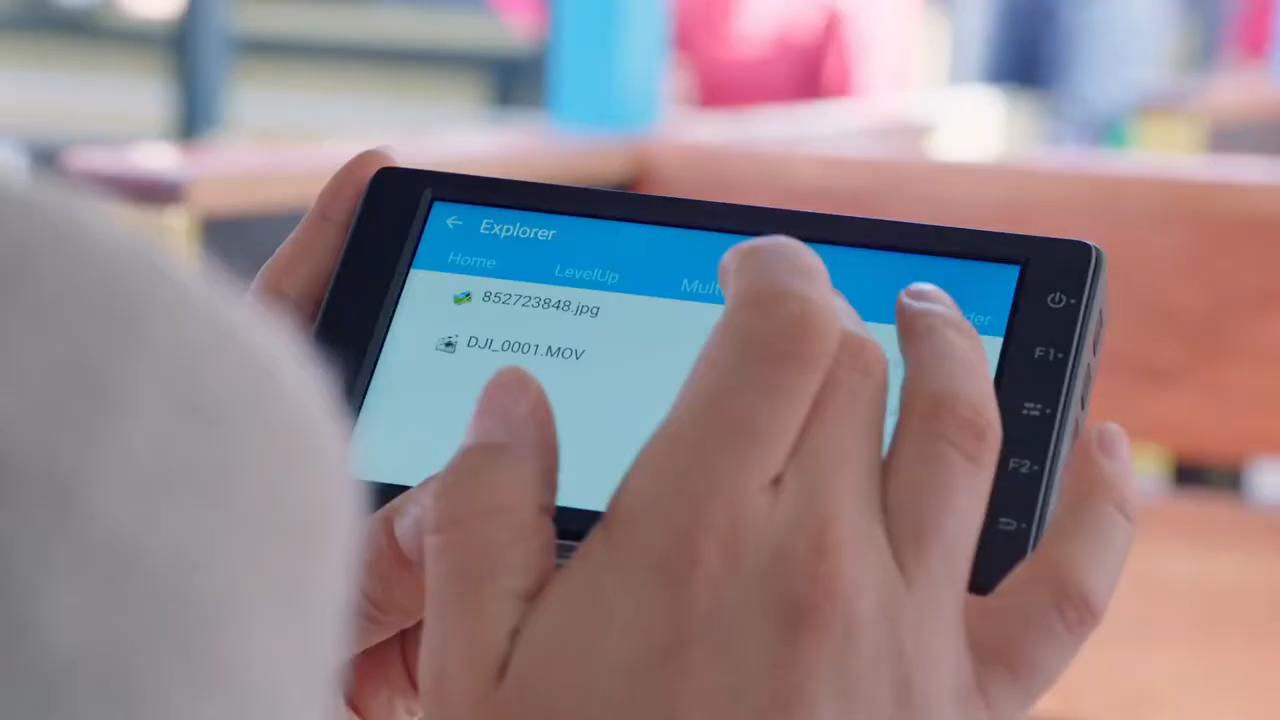 Explorer
Home LevelUp
852723848.jpg
DJI_0001.MOV
F1
F2